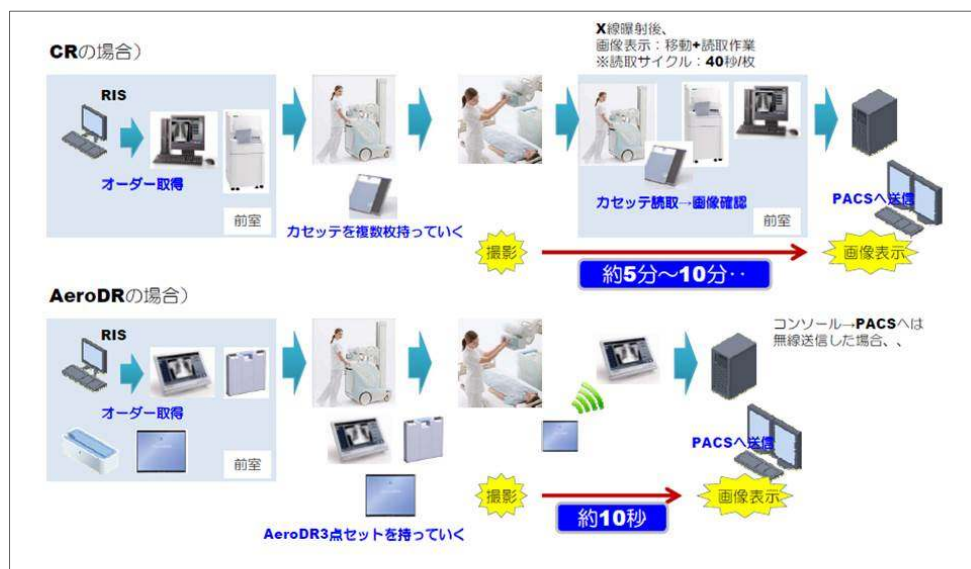 CRの場合）
X線曝射後、
画像表示：移動+読取作業
※読取サイクル：40秒/枚
RIS
オーダー取得
前室
カセッテを複数枚持っていく
カセッテ読取→画像確認
前室
PACSへ送信
撮影
約5分～10分‥
画像表示
AeroDRの場合）
RIS
オーダー取得
前室
コンソール→PACSへは
無線送信した場合、、
PACSへ送信
AeroDR3点セットを持っていく
撮影
約10秒
画像表示